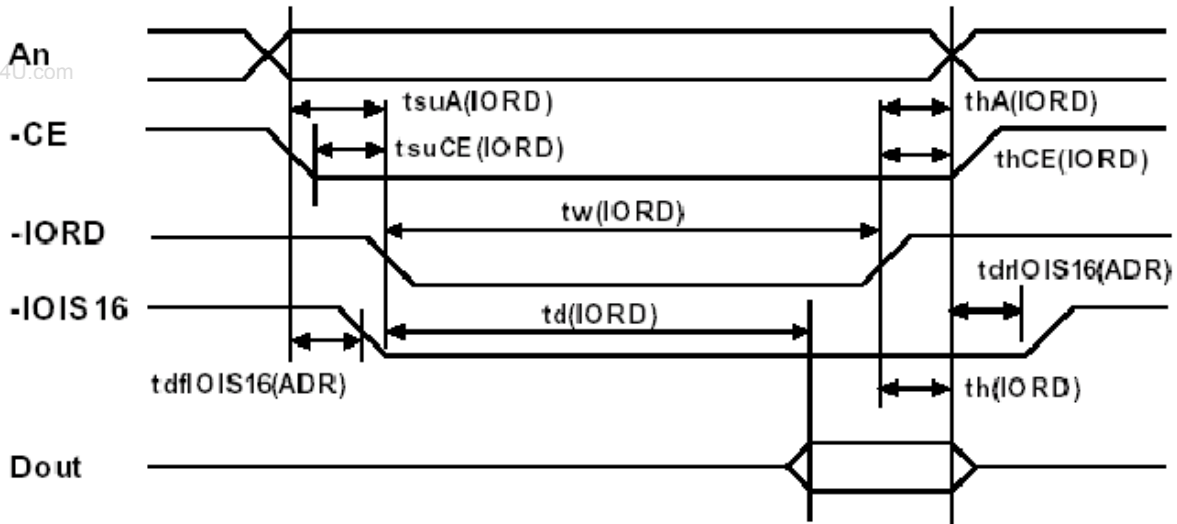 An
4U.com
tsuA(IORD)
thA(IORD)
-CE
tsuCE(IORD)
thCE(IORD)
tw(IORD)
-IORD
tdrIOIS16(ADR)
-IOIS16
td(IORD)
tdfIOIS16(ADR)
th(IORD)
Dout